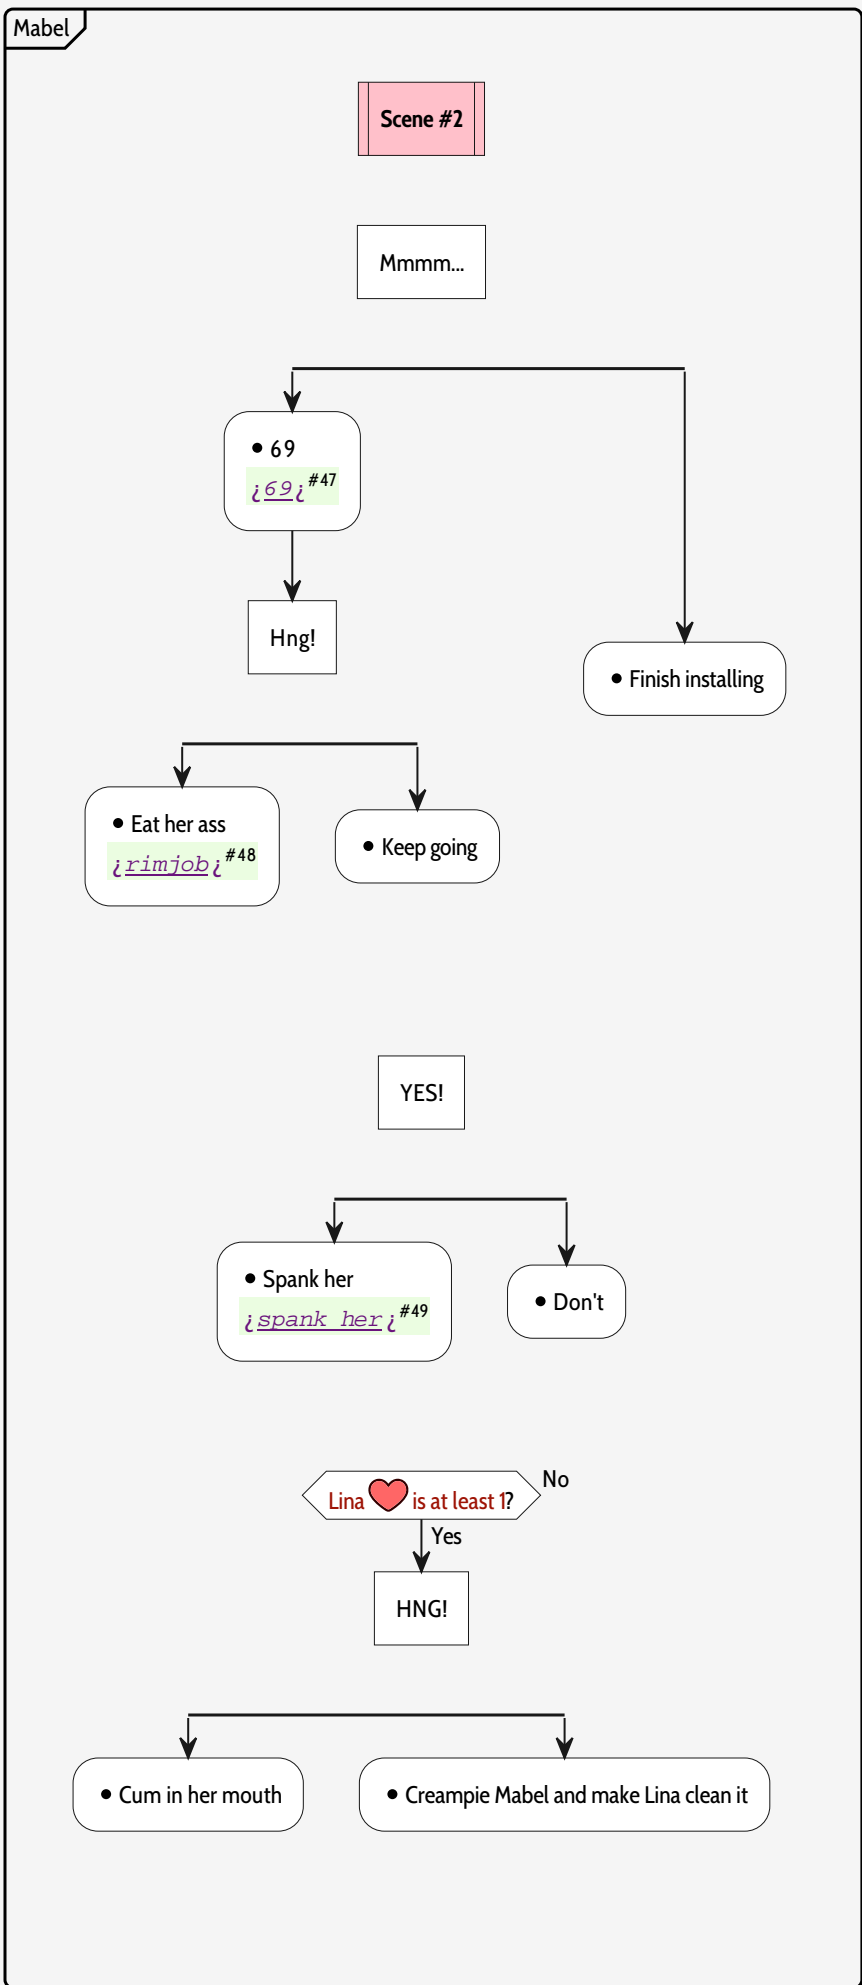 Mabel
Scene #2
Mmmm...
• 69
¿69¿#47
Hng!
• Finish installing
• Eat her ass
¿rimjob¿#48
• Keep going
YES!
• Spank her
¿spank her¿#49
• Don't
Lina ❤ is at least 1?
No
Yes
HNG!
• Cum in her mouth
• Creampie Mabel and make Lina clean it